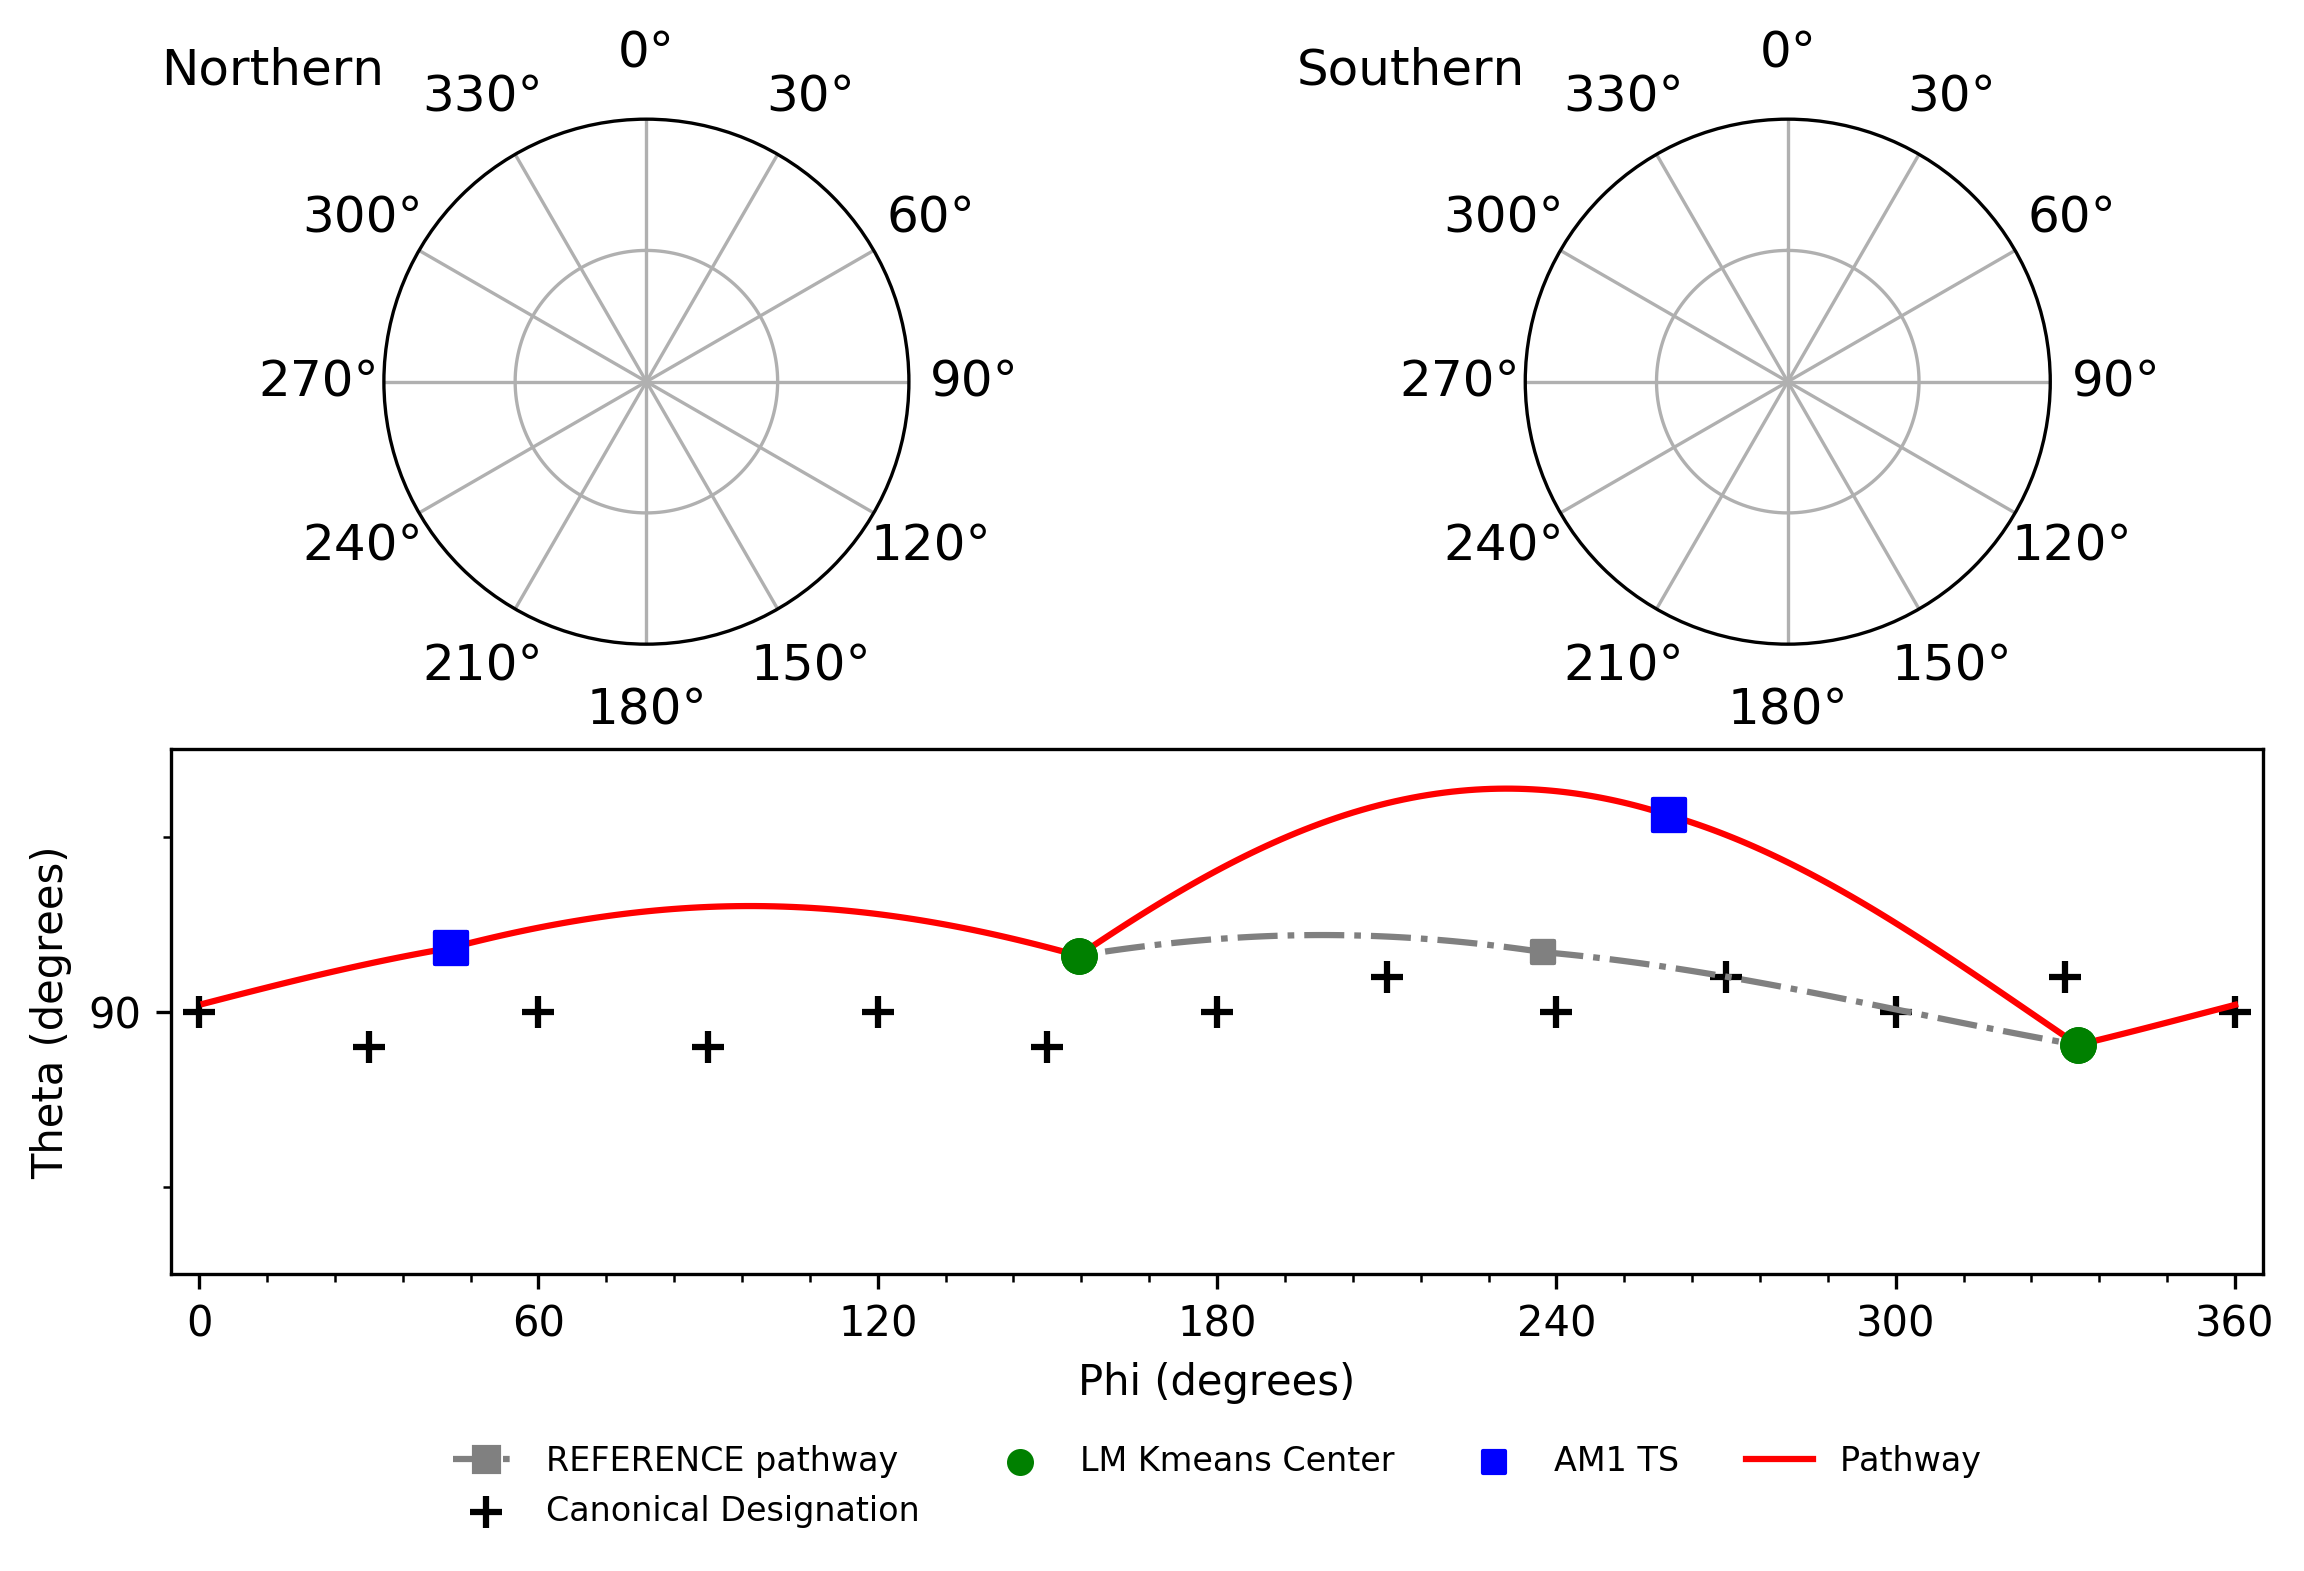 Northern
0°
330°
30°
300°
60°
270°
90°
240°
120°
210°
150°
180°
Southern
0°
330°
30°
300°
60°
270°
90°
240°
120°
210°
150°
180°
Theta (degrees)
90
0 60 120 180 240 300 360
Phi (degrees)
REFERENCE pathway
Canonical Designation
LM Kmeans Center
AM1 TS
Pathway